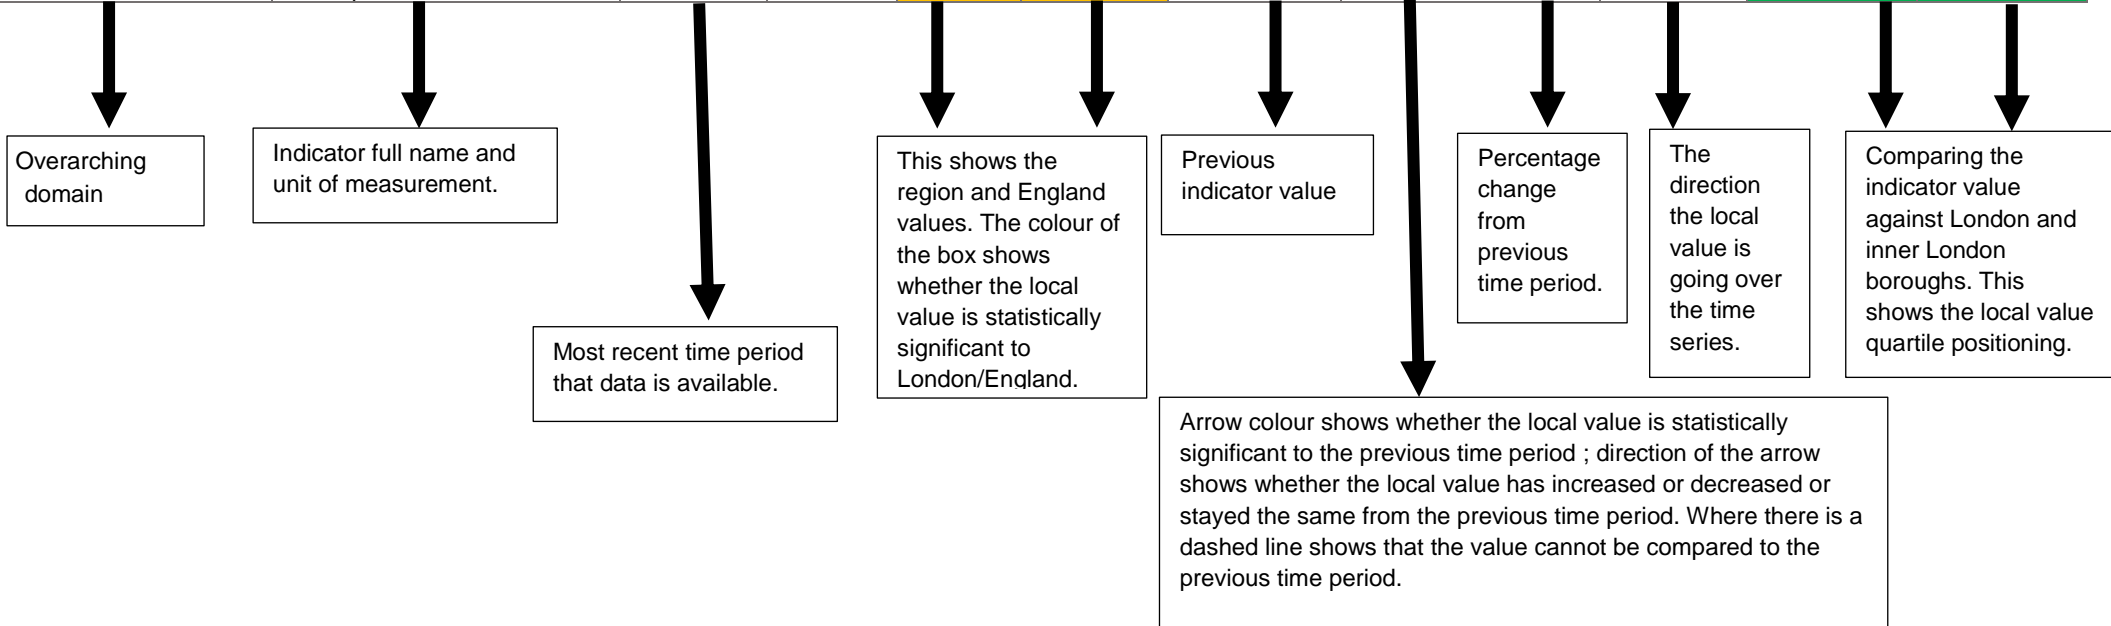 Overarching
domain
Indicator full name and
unit of measurement.
Most recent time period
that data is available.
This shows the
region and England
values. The colour of
the box shows
whether the local
value is statistically
significant to
London/England.
Previous
indicator value
Arrow colour shows whether the local value is statistically
significant to the previous time period ; direction of the arrow
shows whether the local value has increased or decreased or
stayed the same from the previous time period. Where there is a
dashed line shows that the value cannot be compared to the
previous time period.
Percentage
change
from
previous
time period.
The
direction
the local
value is
going over
the time
series.
Comparing the
indicator value
against London and
inner London
boroughs. This
shows the local value
quartile positioning.